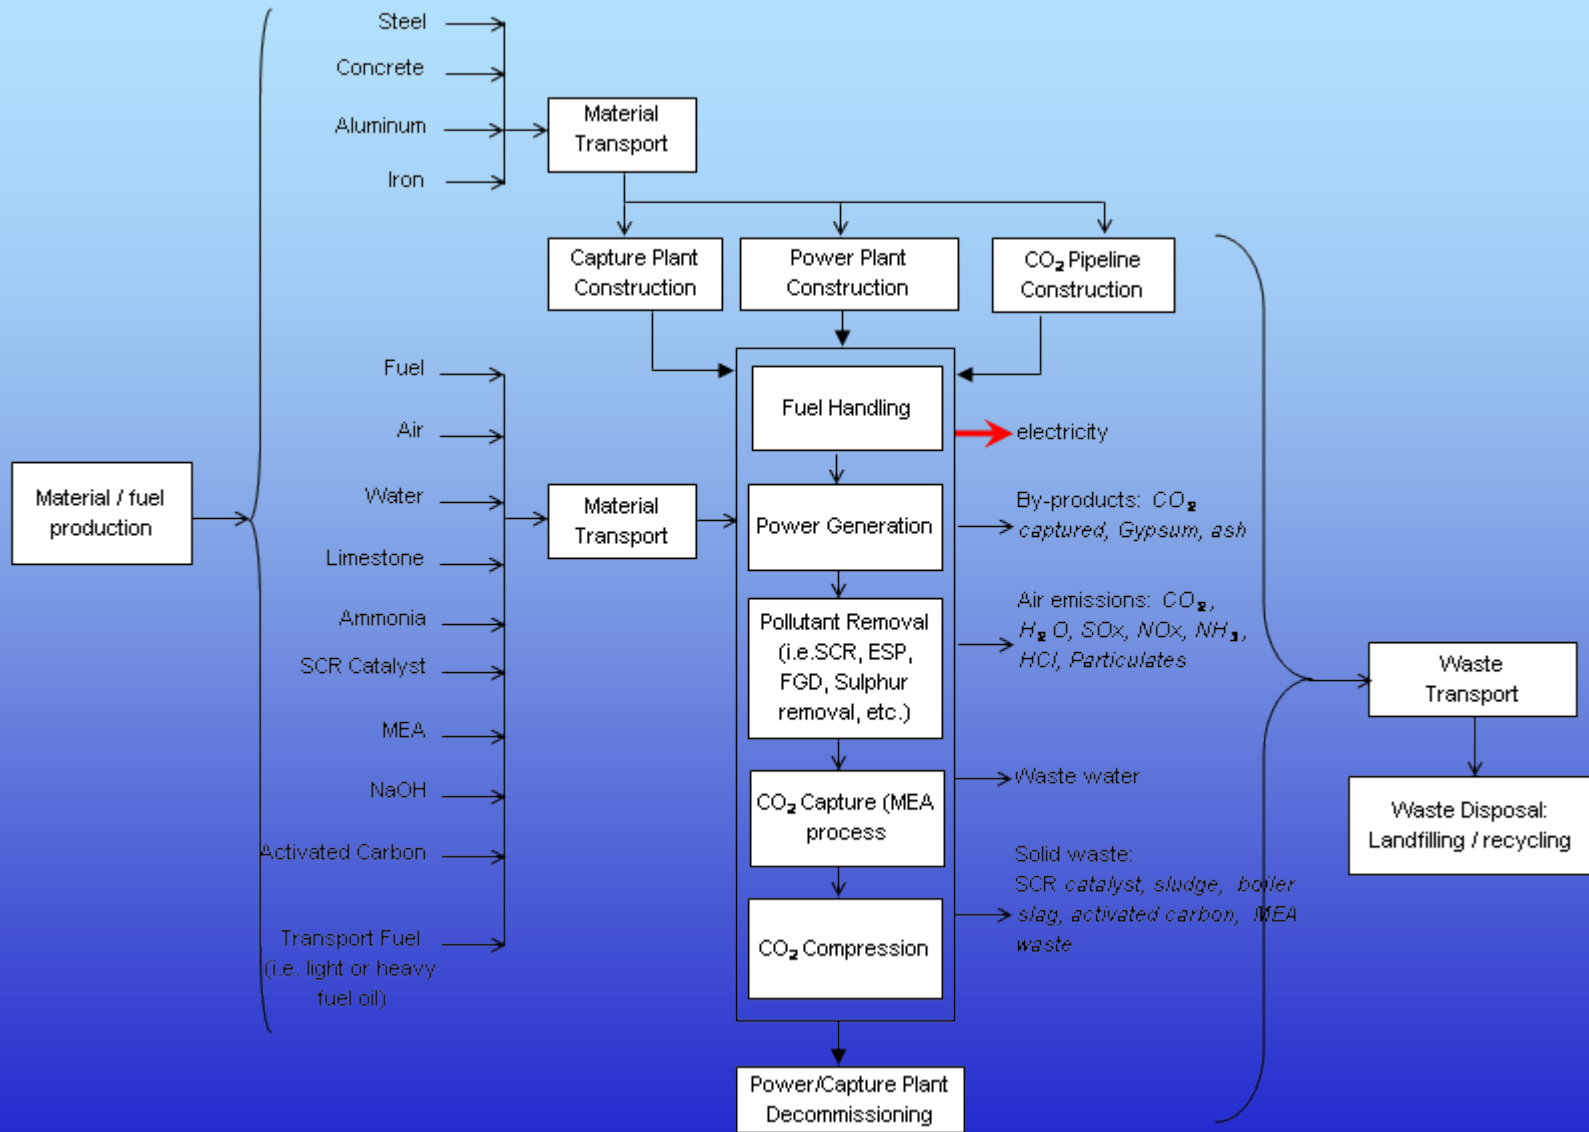 Steel
Concrete
Aluminum
Iron
Material
Transport
Capture Plant
Construction
Power Plant
Construction
CO₂ Pipeline
Construction
Material / fuel
production
Fuel
Air
Water
Limestone
Ammonia
SCR Catalyst
MEA
NaOH
Activated Carbon
Transport Fuel
(i.e. light or heavy
fuel oil)
Material
Transport
Fuel Handling
Power Generation
Pollutant Removal
(i.e.SCR, ESP,
FGD, Sulphur
removal, etc.)
CO₂ Capture (MEA
process
CO₂ Compression
Power/Capture Plant
Decommissioning
electricity
By-products: CO₂
captured, Gypsum, ash
Air emissions: CO₂,
H₂O, SOx, NOx, NH₃,
HCl, Particulates
Waste water
Solid waste:
SCR catalyst, sludge, boiler
slag, activated carbon, MEA
waste
Waste
Transport
Waste Disposal:
Landfilling / recycling